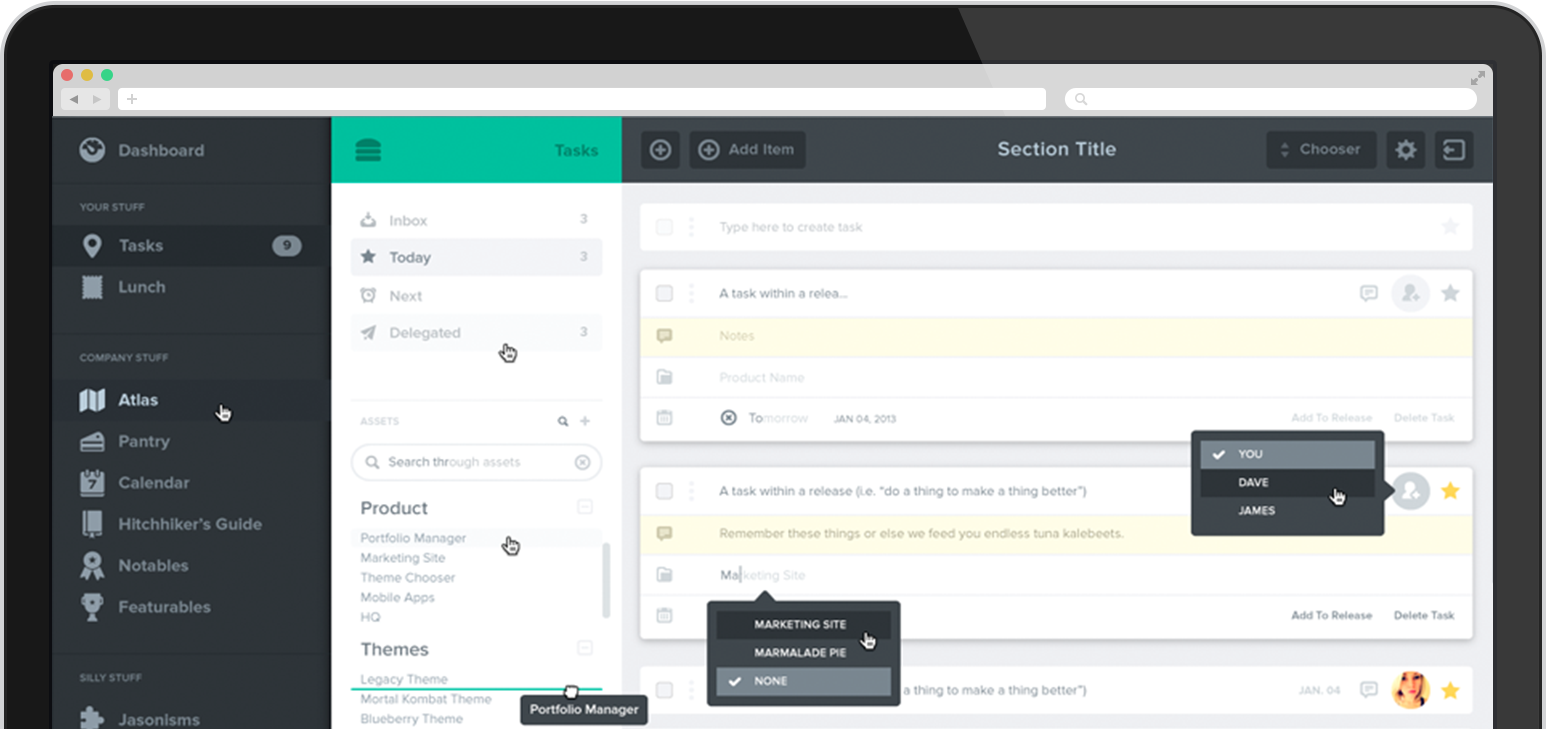 Dashboard
YOUR STUFF
Tasks 9
Lunch
COMPANY STUFF
Atlas
Pantry
7 Calendar
Hitchhiker's Guide
Notables
Featurables
SILLY STUFF
Jasonisms
Tasks
Inbox 3
Today 3
Next
Delegated 3
ASSETS
Search through assets
Product
Portfolio Manager
Marketing Site
Theme Chooser
Mobile Apps
HQ
Themes
Legacy Theme
Mortal Kombat Theme
Blueberry Theme
Portfolio Manager
Add Item
Section Title
Chooser
Type here to create task
A task within a relea...
Notes
Product Name
Tomorrow JAN 04, 2013 Add To Release Delete Task
YOU
DAVE
JAMES
A task within a release (i.e. “do a thing to make a thing better”)
Remember these things or else we feed you endless tuna kalebeets.
Marketing Site
Add To Release Delete Task
MARKETING SITE
MARMALADE PIE
NONE
a thing to make a thing better”) JAN. 04